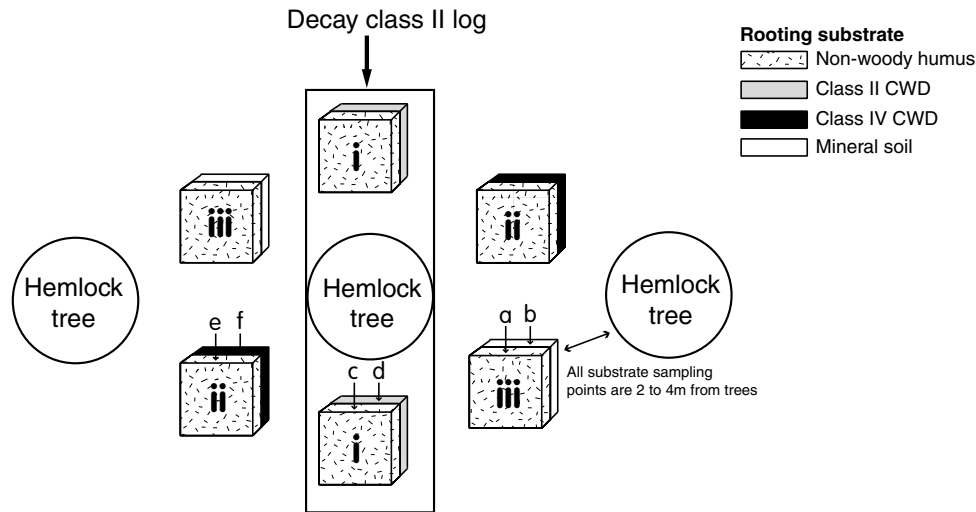 Decay class II log
Rooting substrate
Non-woody humus
Class II CWD
Class IV CWD
Mineral soil
i
iii
ii
Hemlock
tree
Hemlock
tree
Hemlock
tree
e f
a b
c d
ii
i
iii
All substrate sampling
points are 2 to 4m from trees